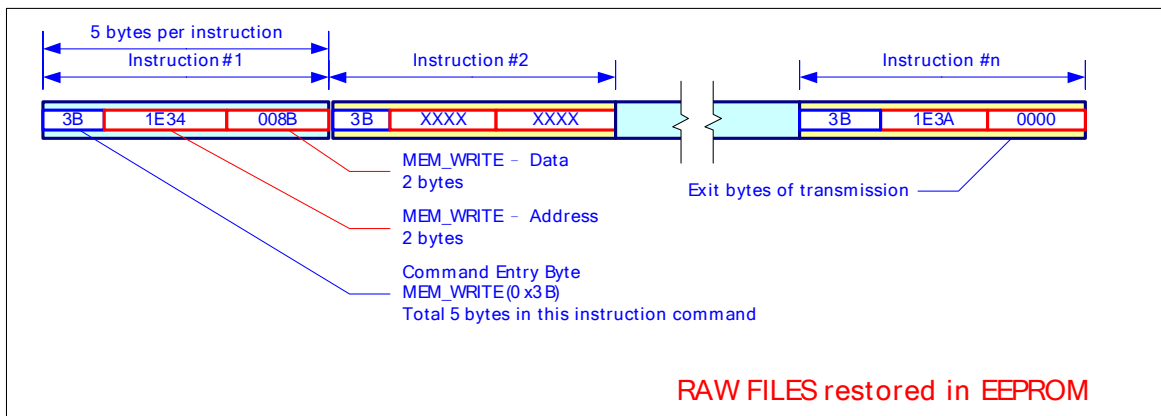 5 bytes per instruction
Instruction #1 Instruction #2 Instruction #n
3B 1E34 008B 3B XXXX XXXX 3B 1E3A 0000
MEM_WRITE – Data
2 bytes
Exit bytes of transmission
MEM_WRITE – Address
2 bytes
Command Entry Byte
MEM_WRITE(0x3B)
Total 5 bytes in this instruction command
RAW FILES restored in EEPROM